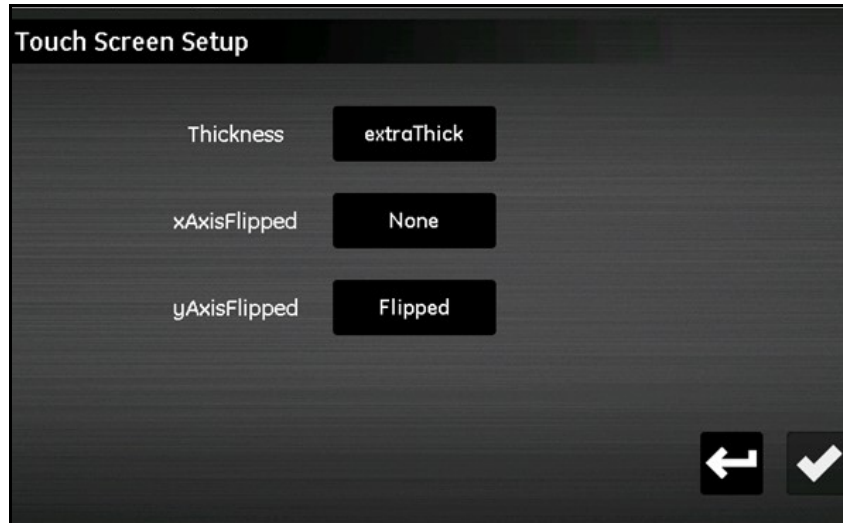 Touch Screen Setup
Thickness extraThick
xAxisFlipped None
yAxisFlipped Flipped